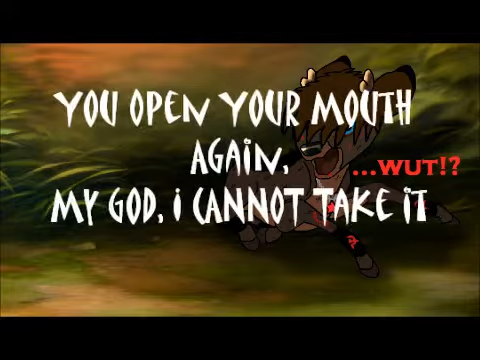 YOU OPEN YOUR MOUTH
AGAIN,
...WUT!?
MY GOD, i CANNOT TAKE iT